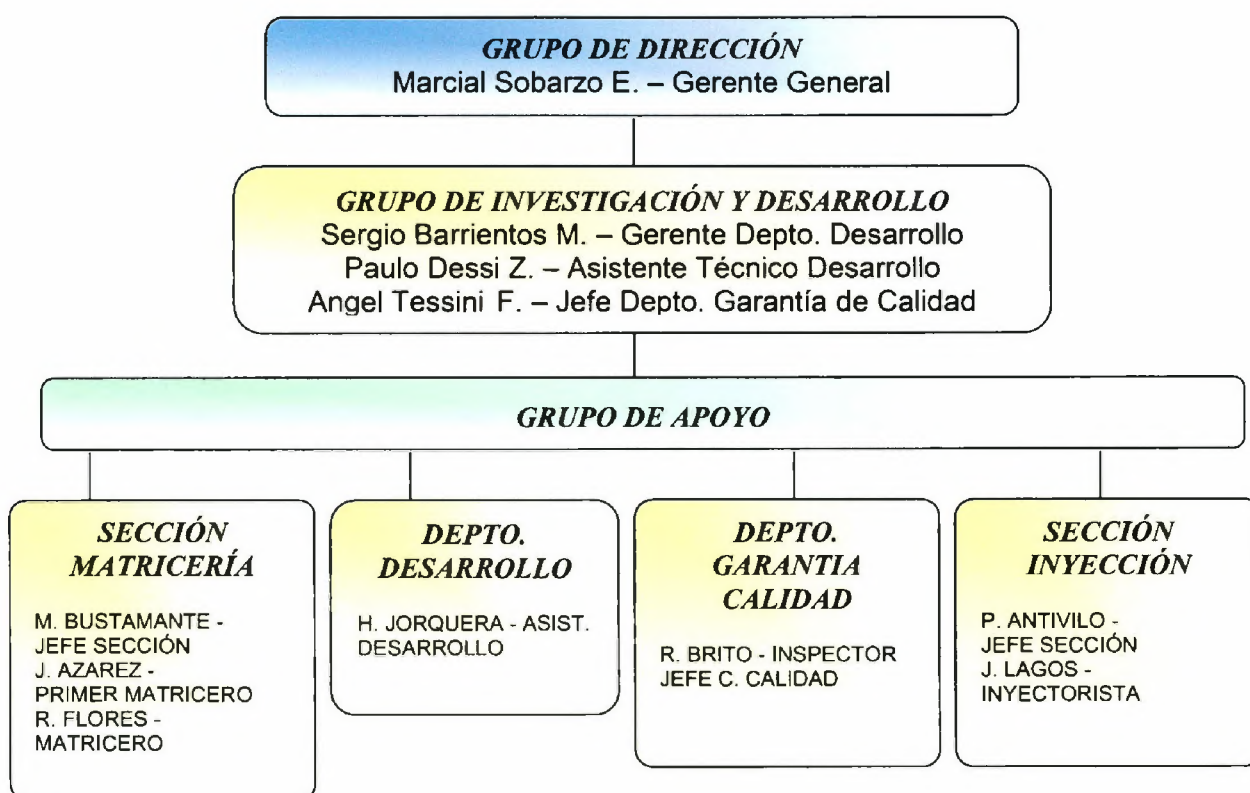 GRUPO DE DIRECCIÓN
Marcial Sobarzo E. – Gerente General
GRUPO DE INVESTIGACIÓN Y DESARROLLO
Sergio Barrientos M. – Gerente Depto. Desarrollo
Paulo Dessi Z. – Asistente Técnico Desarrollo
Angel Tessini F. – Jefe Depto. Garantía de Calidad
GRUPO DE APOYO
SECCIÓN
MATRICERÍA
M. BUSTAMANTE -
JEFE SECCIÓN
J. AZAREZ -
PRIMER MATRICERO
R. FLORES -
MATRICERO
DEPTO.
DESARROLLO
H. JORQUERA - ASIST.
DESARROLLO
DEPTO.
GARANTIA
CALIDAD
R. BRITO - INSPECTOR
JEFE C. CALIDAD
SECCIÓN
INYECCIÓN
P. ANTIVILO -
JEFE SECCIÓN
J. LAGOS -
INYECTORISTA